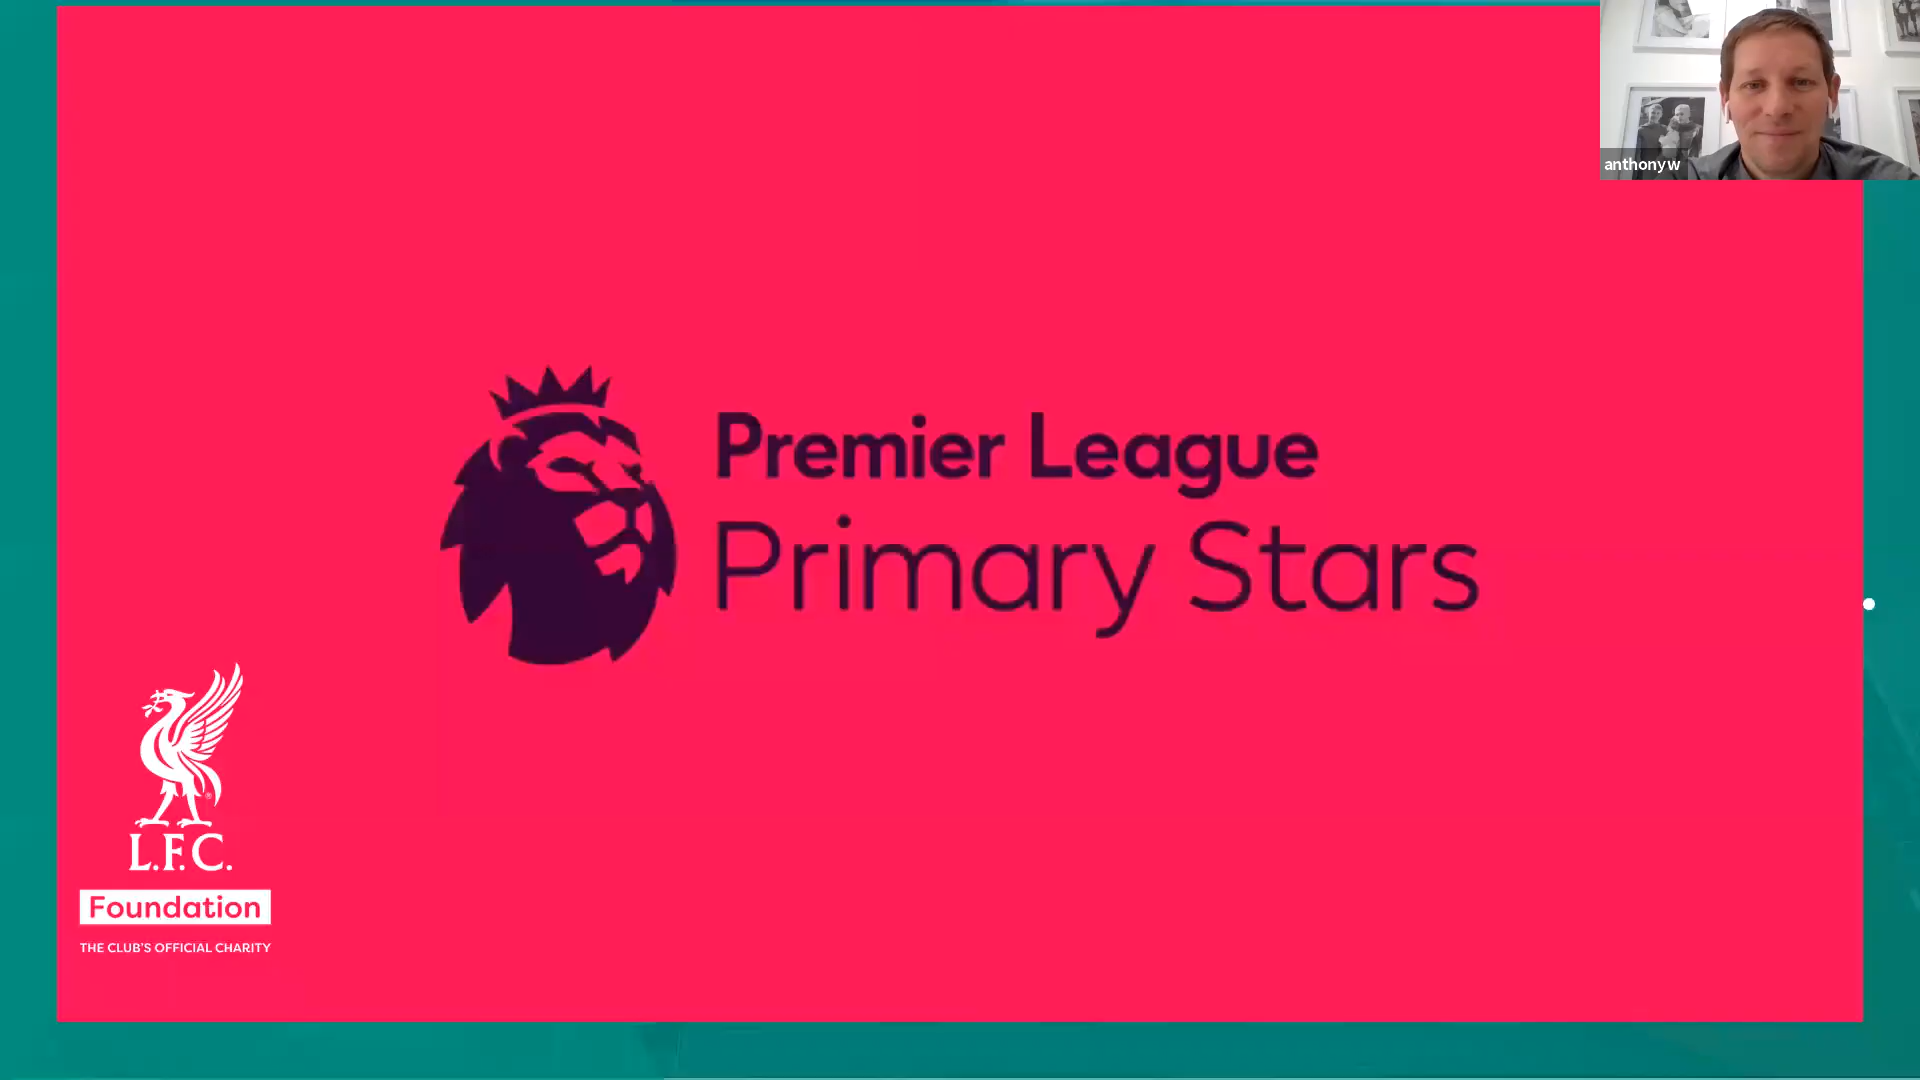 anthonyw
Premier League
Primary Stars
L.F.C.
Foundation
THE CLUB'S OFFICIAL CHARITY